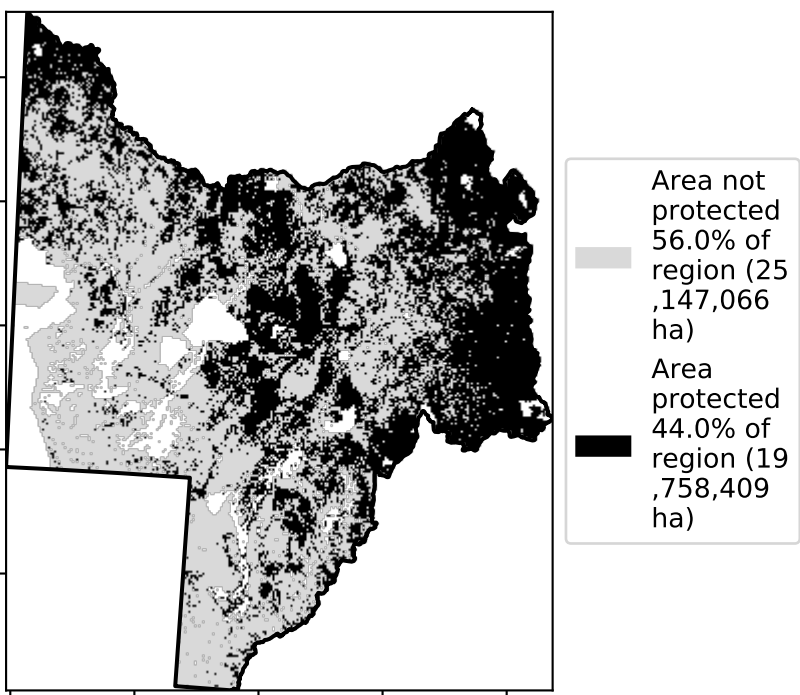 Area not
protected
56.0% of
region (25
,147,066
ha)
Area
protected
44.0% of
region (19
,758,409
ha)